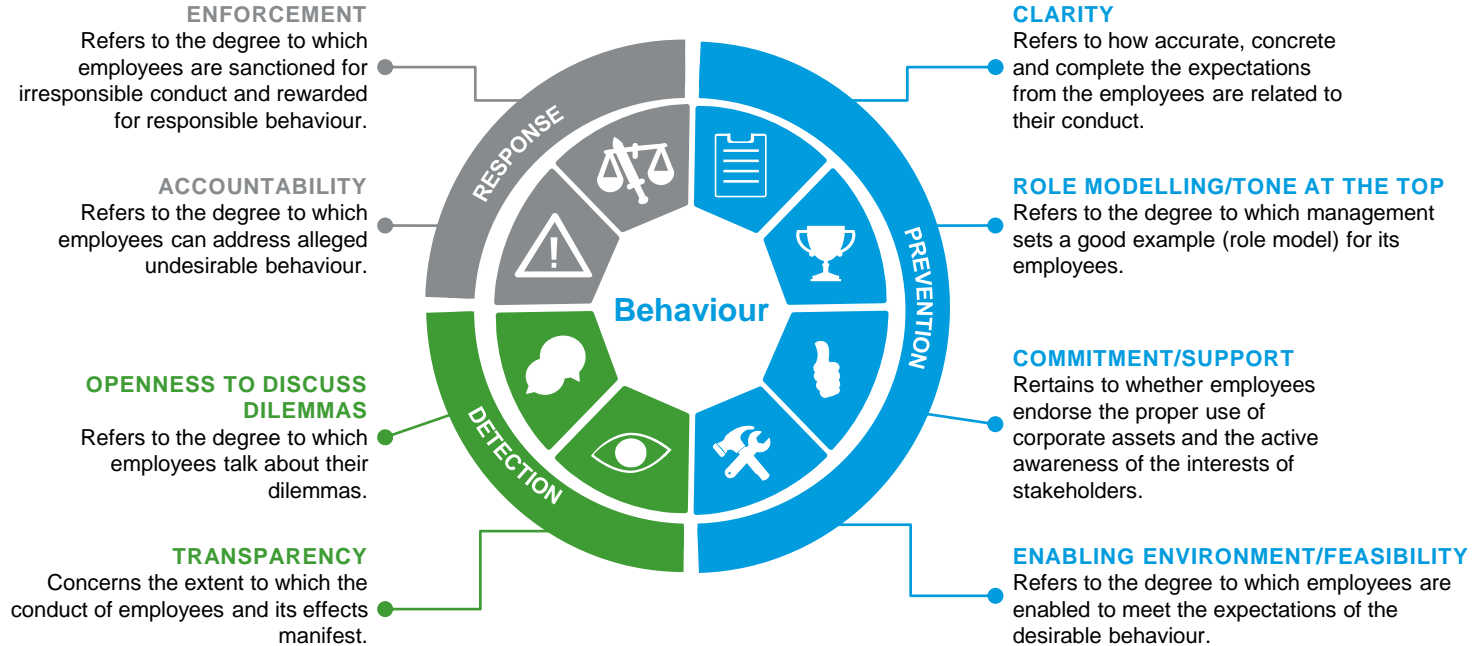 ENFORCEMENT
Refers to the degree to which
employees are sanctioned for
irresponsible conduct and rewarded
for responsible behaviour.
ACCOUNTABILITY
Refers to the degree to which
employees can address alleged
undesirable behaviour.
OPENNESS TO DISCUSS
DILEMMAS
Refers to the degree to which
employees talk about their
dilemmas.
TRANSPARENCY
Concerns the extent to which the
conduct of employees and its effects
manifest.
RESPONSE
DETECTION
Behaviour
!
PREVENTION
CLARITY
Refers to how accurate, concrete
and complete the expectations
from the employees are related to
their conduct.
ROLE MODELLING/TONE AT THE TOP
Refers to the degree to which management
sets a good example (role model) for its
employees.
COMMITMENT/SUPPORT
Rertains to whether employees
endorse the proper use of
corporate assets and the active
awareness of the interests of
stakeholders.
ENABLING ENVIRONMENT/FEASIBILITY
Refers to the degree to which employees are
enabled to meet the expectations of the
desirable behaviour.